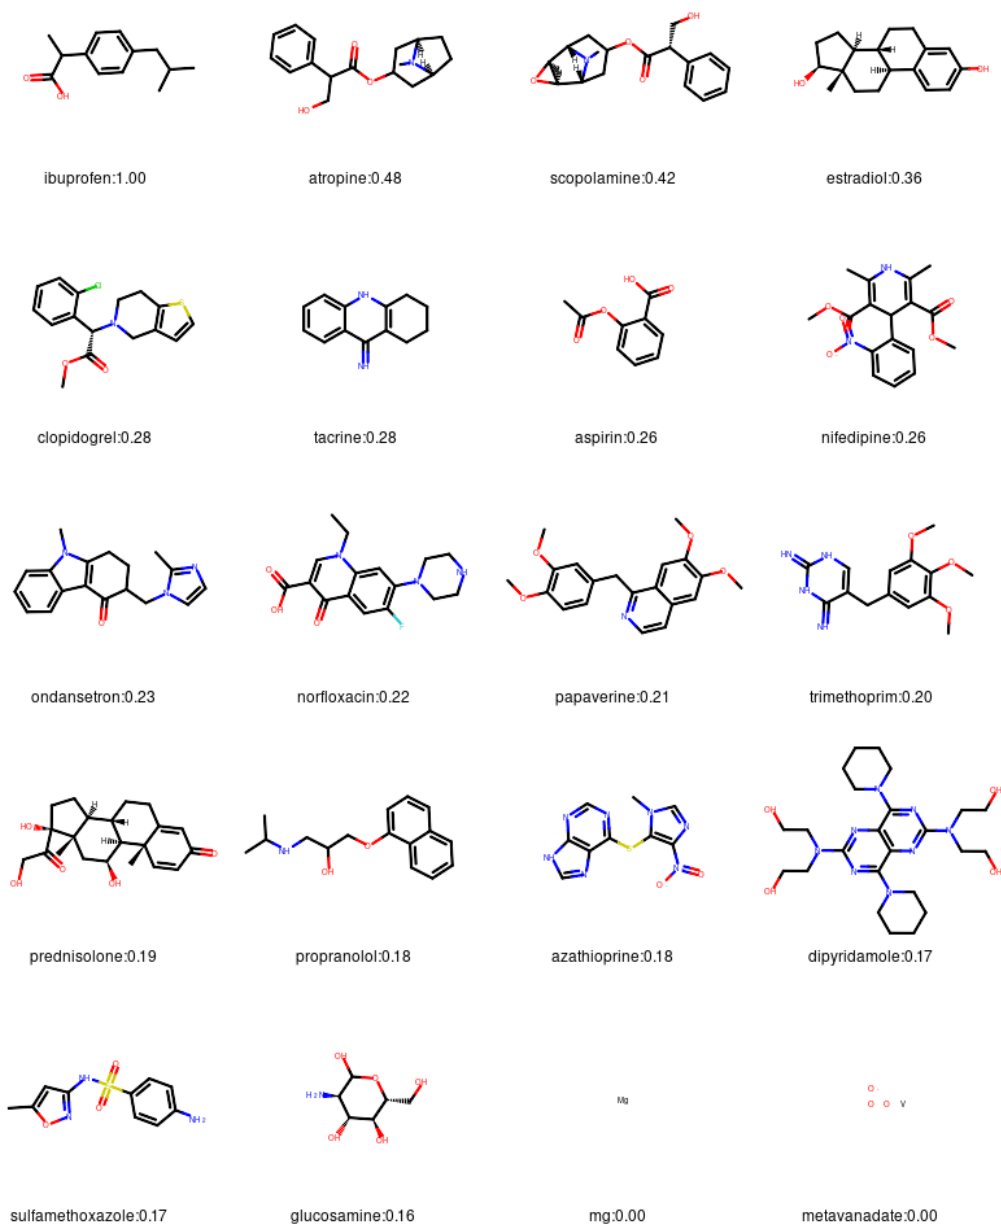 ibuprofen:1.00
atropine:0.48
scopolamine:0.42
estradiol:0.36
clopidogrel:0.28
tacrine:0.28
aspirin:0.26
nifedipine:0.26
ondansetron:0.23
norfloxacin:0.22
papaverine:0.21
trimethoprim:0.20
prednisolone:0.19
propranolol:0.18
azathioprine:0.18
dipyridamole:0.17
sulfamethoxazole:0.17
glucosamine:0.16
Mg
mg:0.00
O-
O O V
metavanadate:0.00